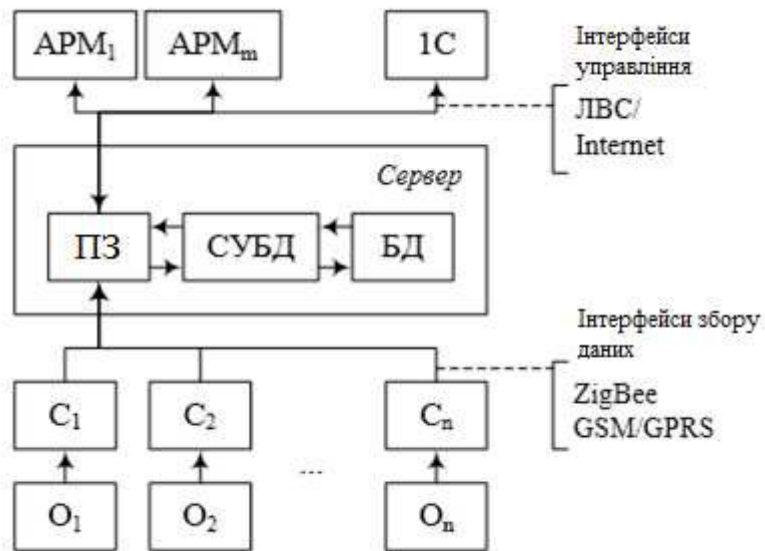 АРМ₁ АРМₘ 1С
Інтерфейси
управління
ЛВС/
Internet
Сервер
ПЗ СУБД БД
Інтерфейси збору
даних
ZigBee
GSM/GPRS
C₁ C₂ Cₙ
...
O₁ O₂ Oₙ